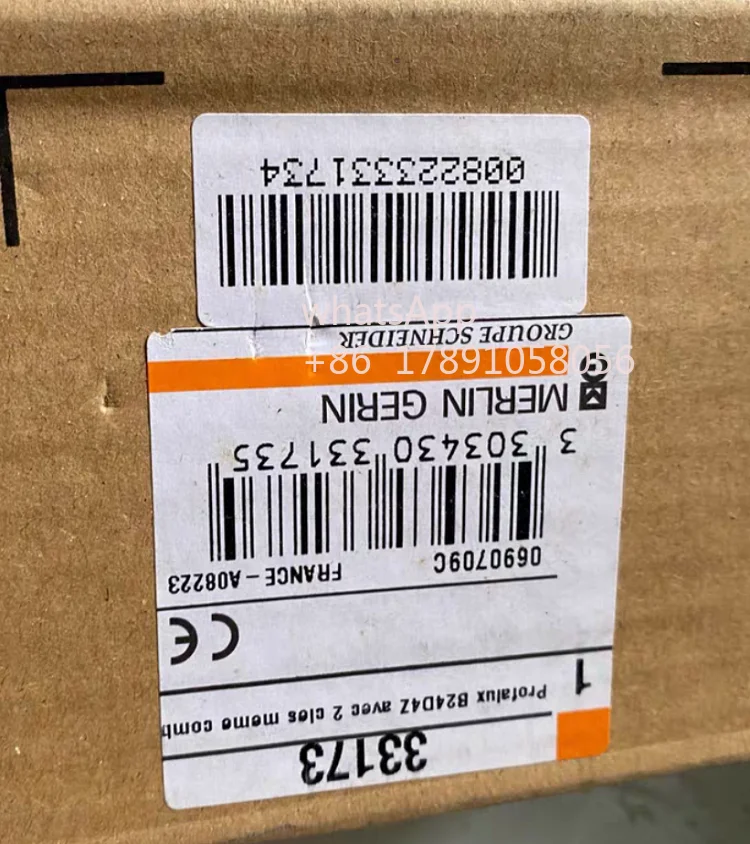 33173
Profalux B24D4Z avec 2 cles meme comb
1
CE
0690709C FRANCE - A08223
3 303430 331735
MERLIN GERIN
GROUPE SCHNEIDER
008223331734
whatsApp
+86 17891058056